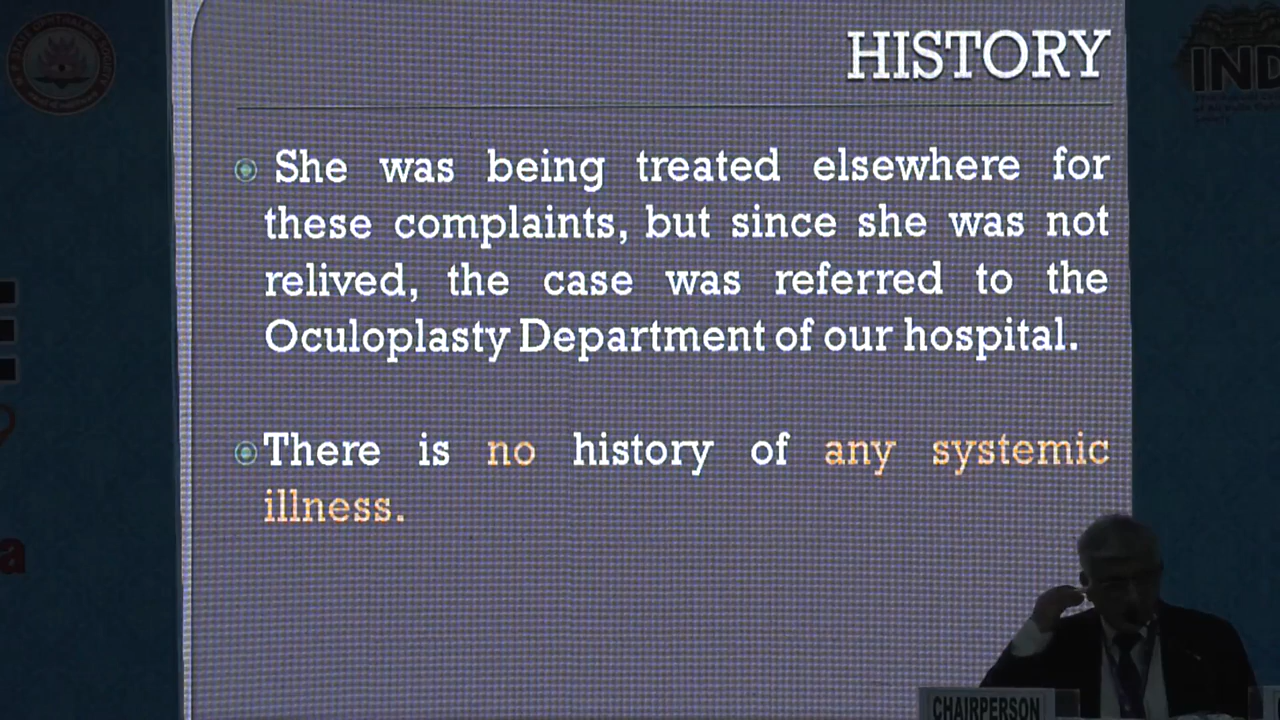 HISTORY
She was being treated elsewhere for
these complaints, but since she was not
relived, the case was referred to the
Oculoplasty Department of our hospital.
There is no history of any systemic
illness.
IND
a
CHAIRPERSON